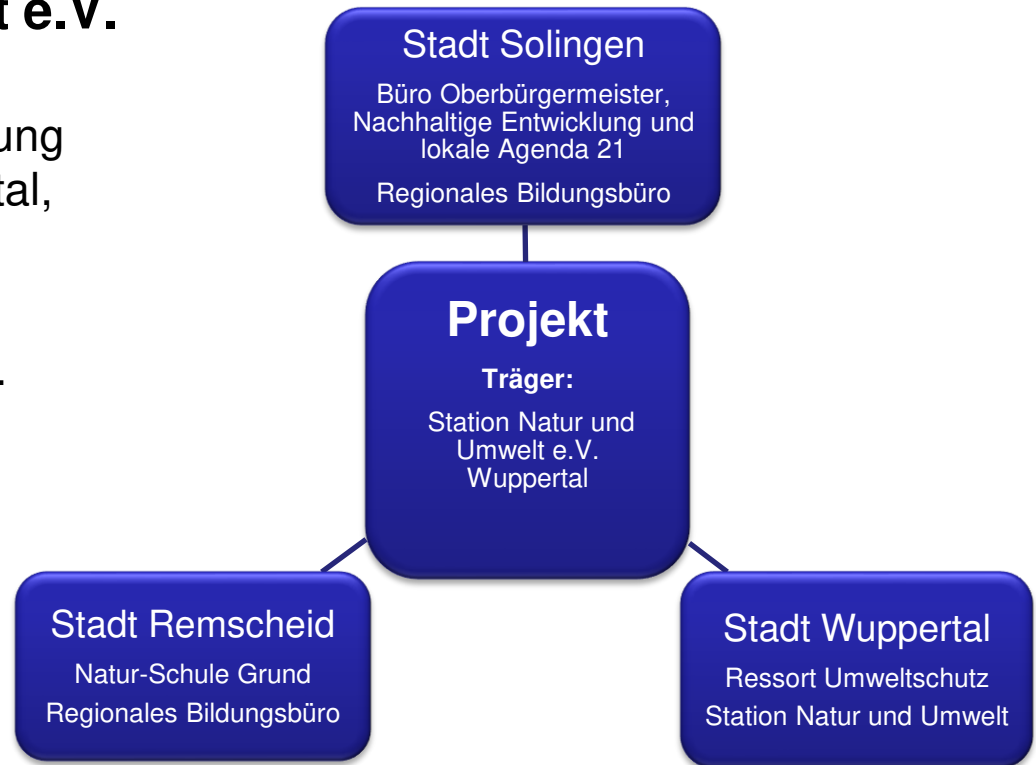 t e.V.
ung
tal,
.
Stadt Solingen
Büro Oberbürgermeister,
Nachhaltige Entwicklung und
lokale Agenda 21
Regionales Bildungsbüro
Projekt
Träger:
Station Natur und
Umwelt e.V.
Wuppertal
Stadt Remscheid
Natur-Schule Grund
Regionales Bildungsbüro
Stadt Wuppertal
Ressort Umweltschutz
Station Natur und Umwelt